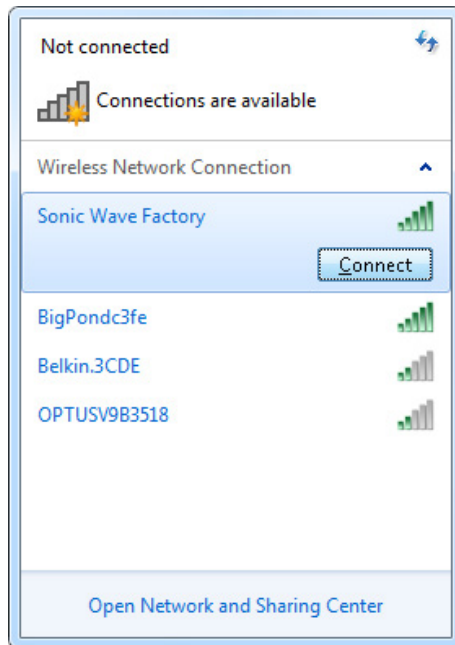 Not connected
Connections are available
Wireless Network Connection
Sonic Wave Factory
Connect
BigPondc3fe
Belkin.3CDE
OPTUSV9B3518
Open Network and Sharing Center